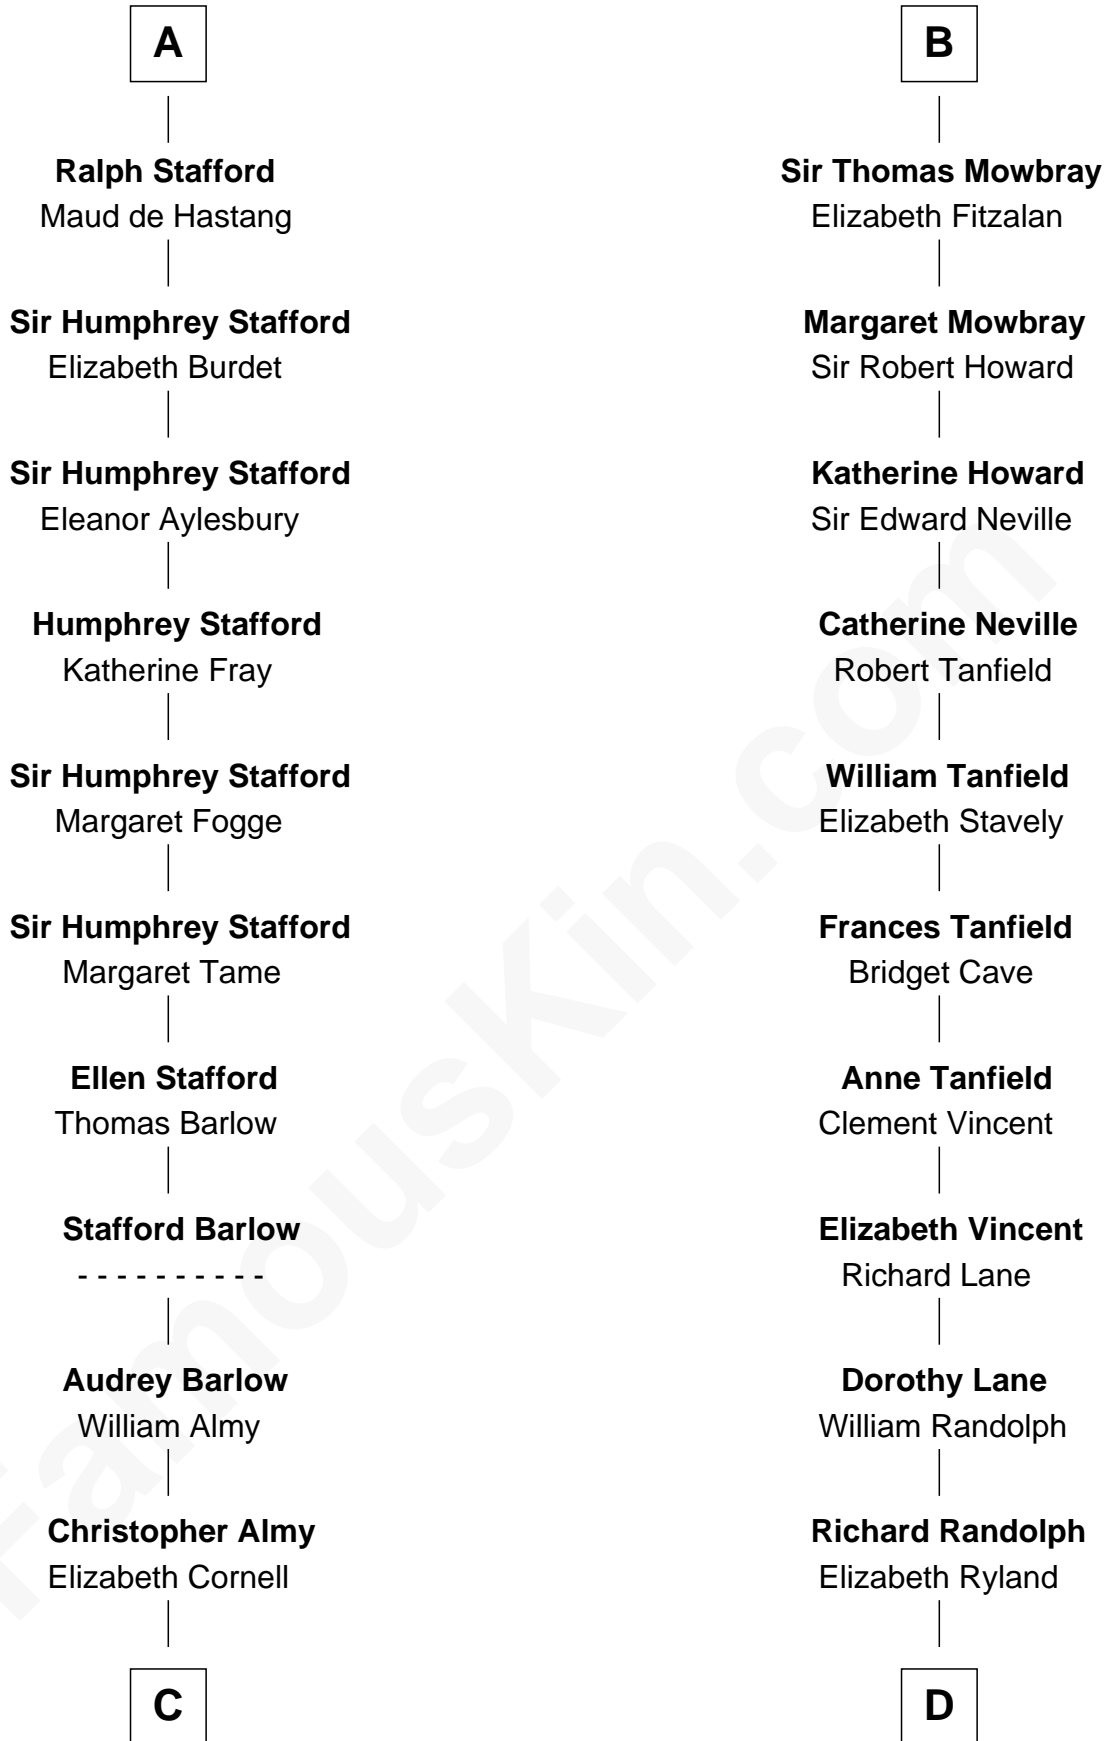 A
Ralph Stafford
Maud de Hastang
Sir Humphrey Stafford
Elizabeth Burdet
Sir Humphrey Stafford
Eleanor Aylesbury
Humphrey Stafford
Katherine Fray
Sir Humphrey Stafford
Margaret Fogge
Sir Humphrey Stafford
Margaret Tame
Ellen Stafford
Thomas Barlow
Stafford Barlow
- - - - - - - - - -
Audrey Barlow
William Almy
Christopher Almy
Elizabeth Cornell
C
B
Sir Thomas Mowbray
Elizabeth Fitzalan
Margaret Mowbray
Sir Robert Howard
Katherine Howard
Sir Edward Neville
Catherine Neville
Robert Tanfield
William Tanfield
Elizabeth Stavely
Frances Tanfield
Bridget Cave
Anne Tanfield
Clement Vincent
Elizabeth Vincent
Richard Lane
Dorothy Lane
William Randolph
Richard Randolph
Elizabeth Ryland
D
FamousKin.com